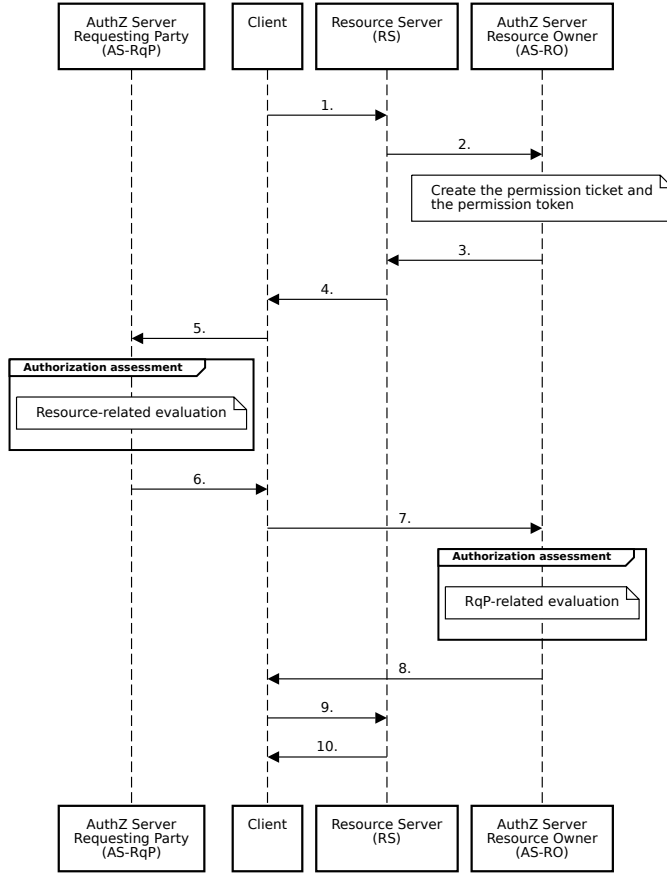 AuthZ Server
Requesting Party
(AS-RqP)
Client
Resource Server
(RS)
AuthZ Server
Resource Owner
(AS-RO)
1.
2.
Create the permission ticket and
the permission token
3.
4.
5.
Authorization assessment
Resource-related evaluation
6.
7.
Authorization assessment
RqP-related evaluation
8.
9.
10.
AuthZ Server
Requesting Party
(AS-RqP)
Client
Resource Server
(RS)
AuthZ Server
Resource Owner
(AS-RO)